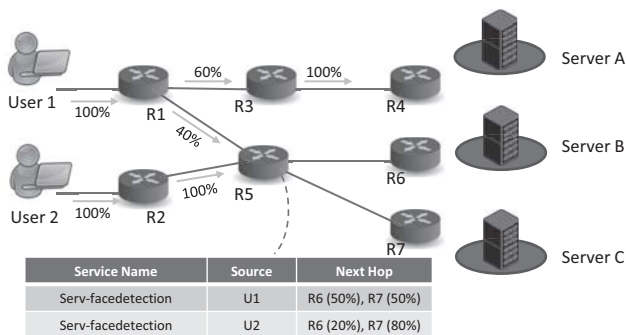 User 1
100%
R1
60%
R3
100%
R4
Server A
40%
User 2
100%
R2
100%
R5
R6
Server B
R7
Server C
Service Name Source Next Hop
Serv-facedetection U1 R6 (50%), R7 (50%)
Serv-facedetection U2 R6 (20%), R7 (80%)